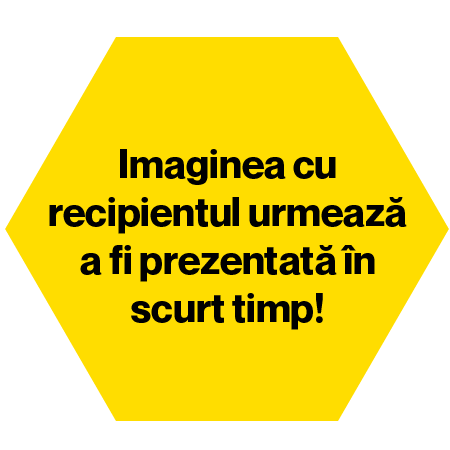 Imaginea cu
recipientul urmează
a fi prezentată în
scurt timp!